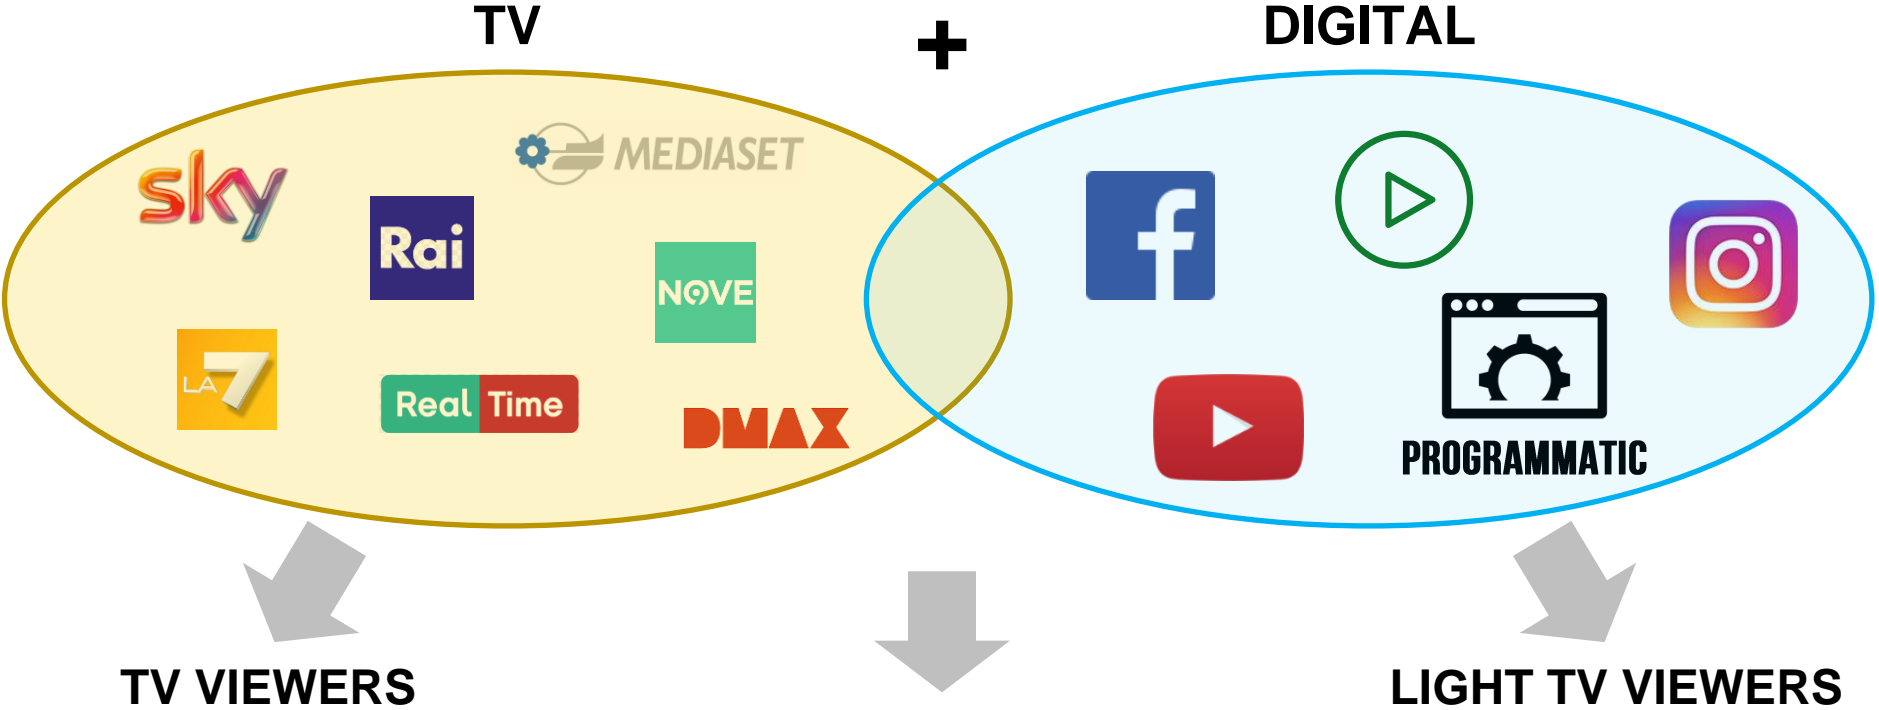 TV
+
DIGITAL
sky
MEDIASET
Rai
NOVE
LA7
Real Time
DMAX
f
PROGRAMMATIC
TV VIEWERS
LIGHT TV VIEWERS